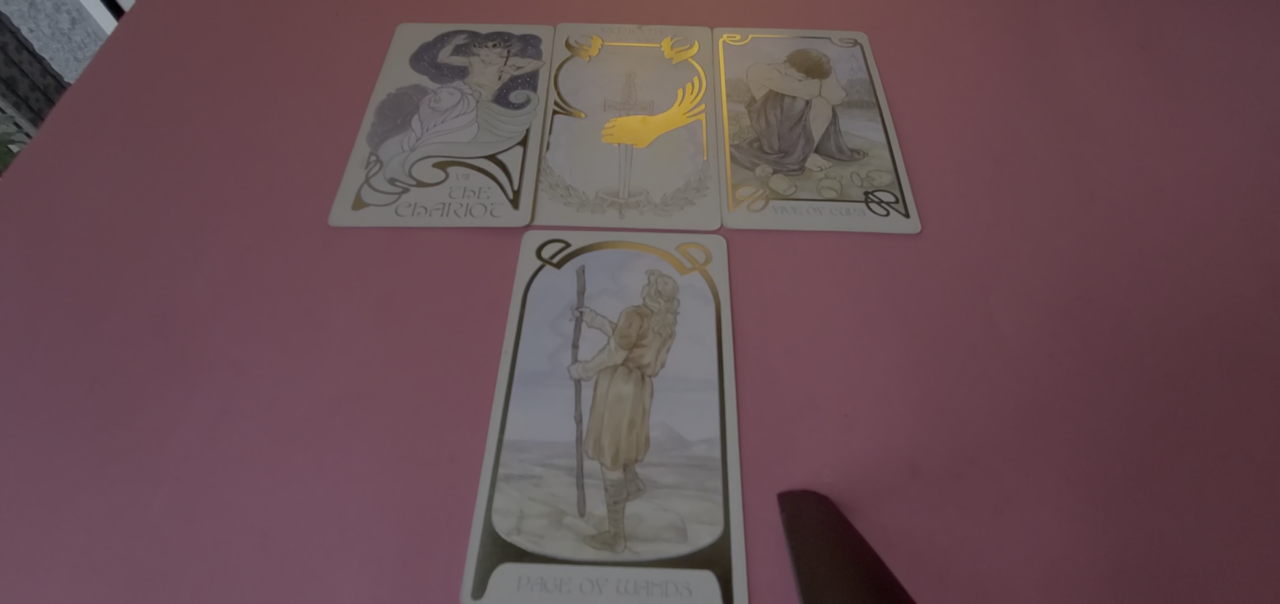 VII
THE
CHARIOT
FIVE OF CUPS
PAGE OF WANDS